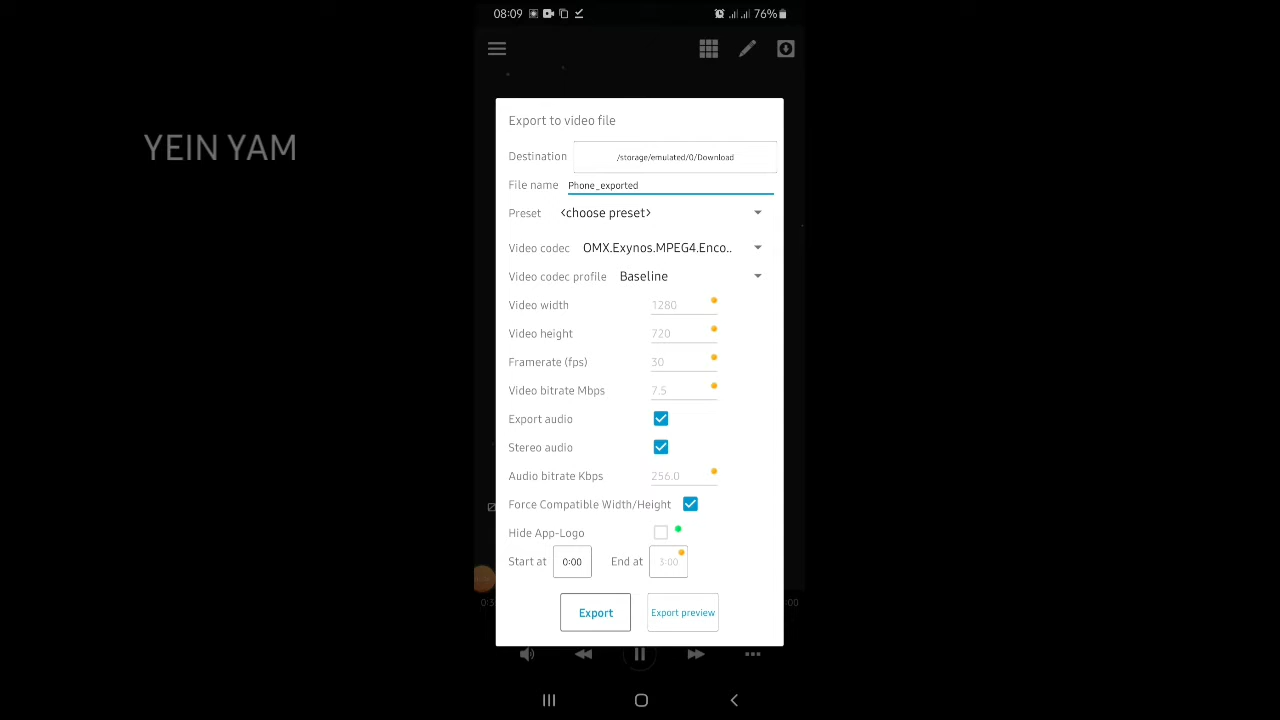 08:09 76%
YEIN YAM
Export to video file
Destination /storage/emulated/0/Download
File name Phone_exported
Preset <choose preset>
Video codec OMX.Exynos.MPEG4.Enco..
Video codec profile Baseline
Video width 1280
Video height 720
Framerate (fps) 30
Video bitrate Mbps 7.5
Export audio
Stereo audio
Audio bitrate Kbps 256.0
Force Compatible Width/Height
Hide App-Logo
Start at 0:00 End at 3:00
Export Export preview